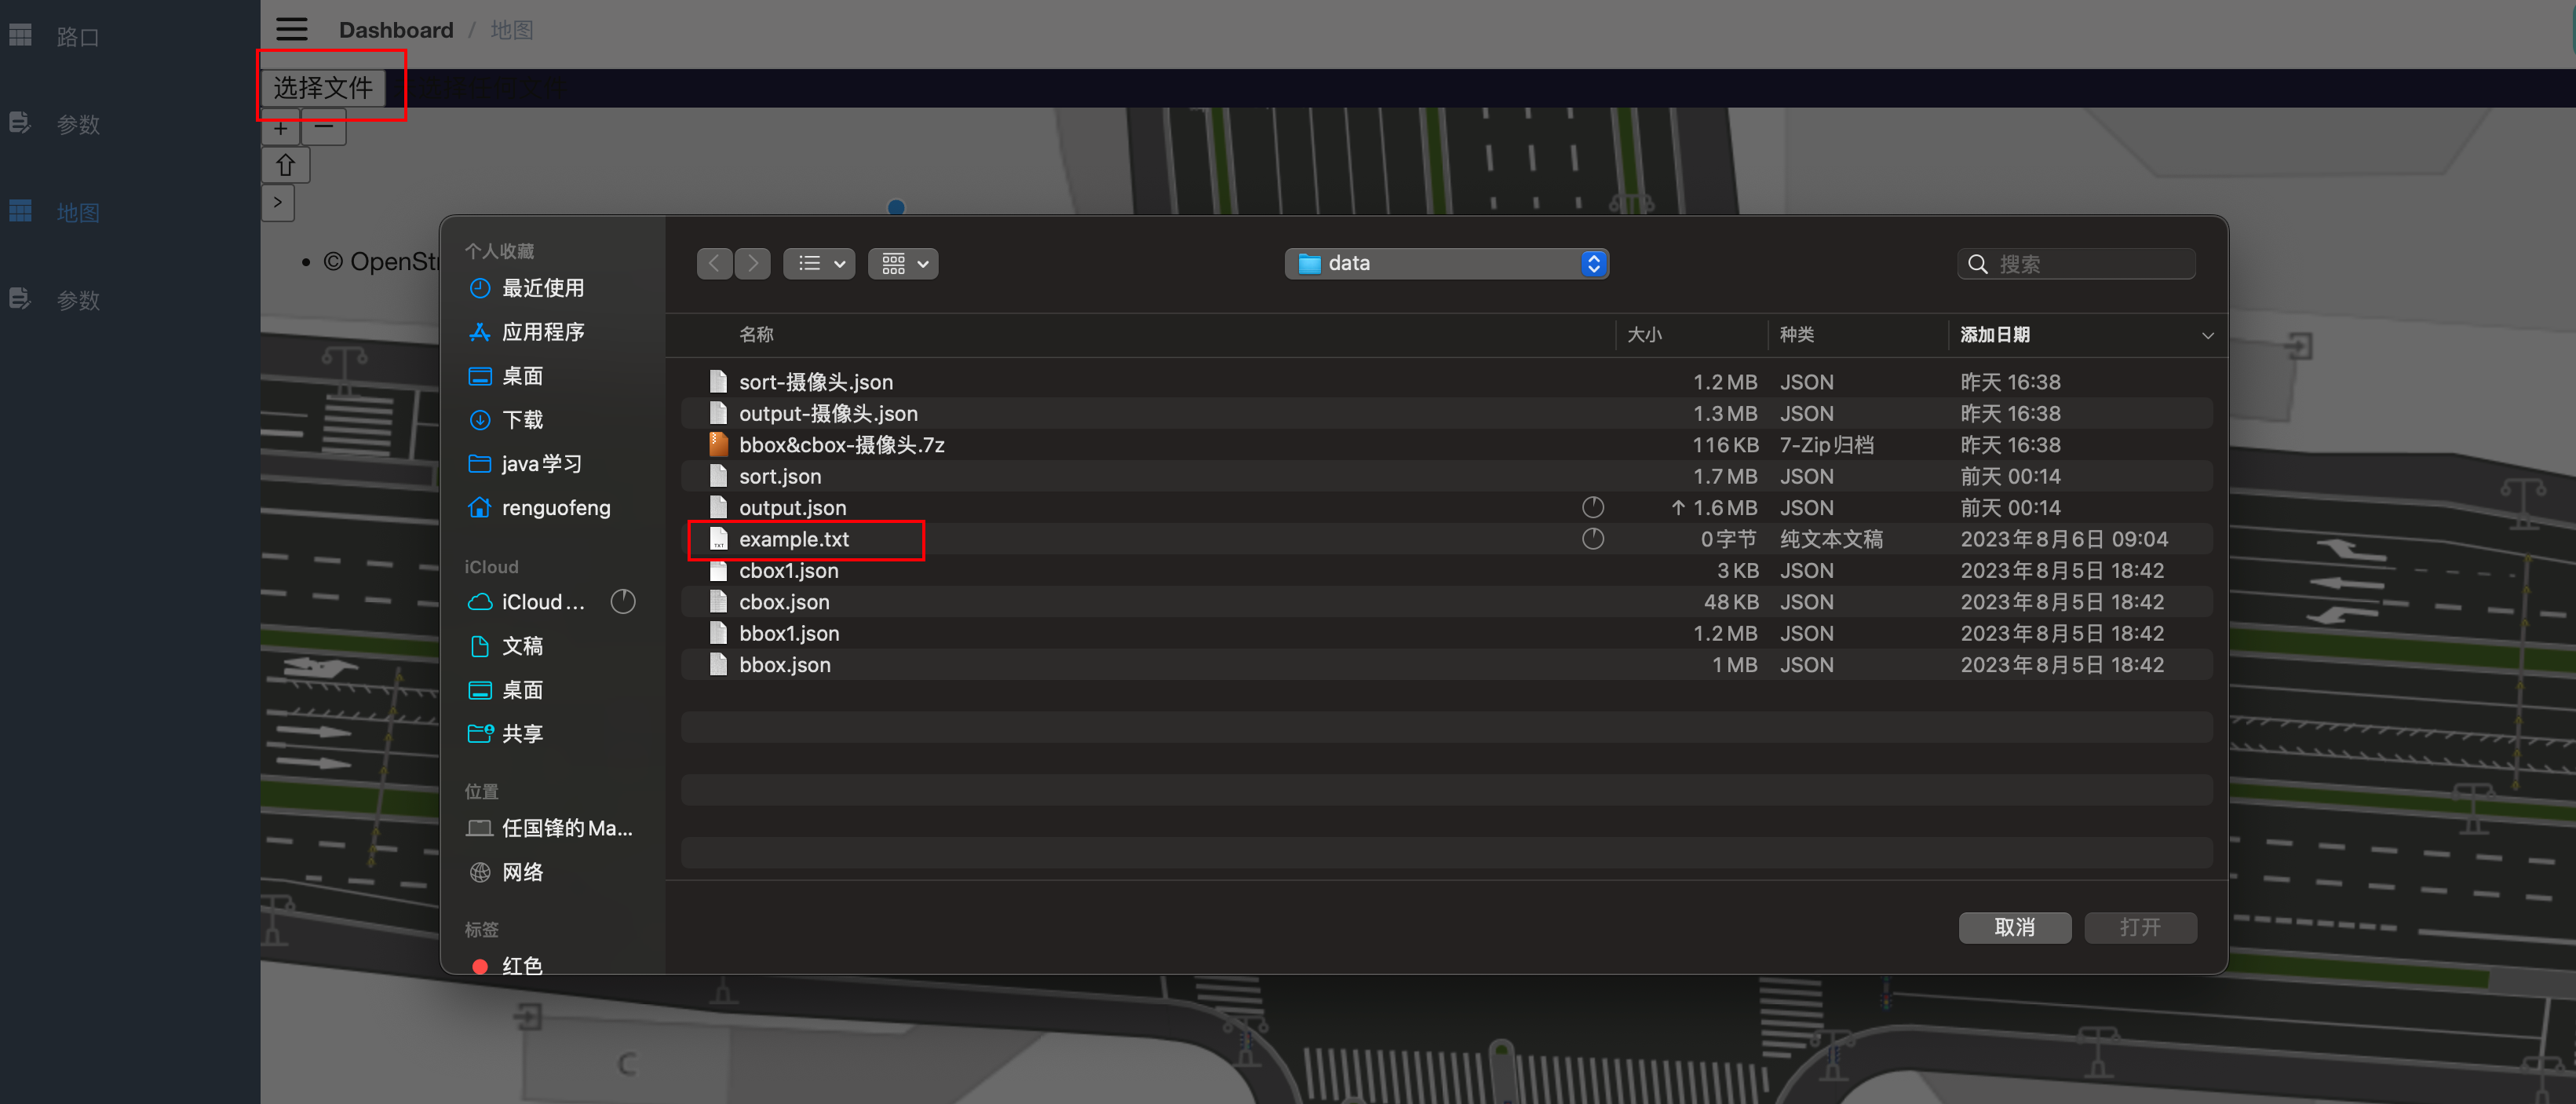 路口
参数
地图
参数
Dashboard / 地图
选择文件
+ −
⇧
>
• © OpenStr
个人收藏
最近使用
应用程序
桌面
下载
java学习
renguofeng
iCloud
iCloud…
文稿
桌面
共享
位置
任国锋的Ma…
网络
标签
红色
data
搜索
名称 大小 种类 添加日期
sort-摄像头.json 1.2 MB JSON 昨天 16:38
output-摄像头.json 1.3 MB JSON 昨天 16:38
bbox&cbox-摄像头.7z 116 KB 7-Zip归档 昨天 16:38
sort.json 1.7 MB JSON 前天 00:14
output.json ↑ 1.6 MB JSON 前天 00:14
example.txt 0字节 纯文本文稿 2023年8月6日 09:04
cbox1.json 3 KB JSON 2023年8月5日 18:42
cbox.json 48 KB JSON 2023年8月5日 18:42
bbox1.json 1.2 MB JSON 2023年8月5日 18:42
bbox.json 1 MB JSON 2023年8月5日 18:42
取消 打开
C